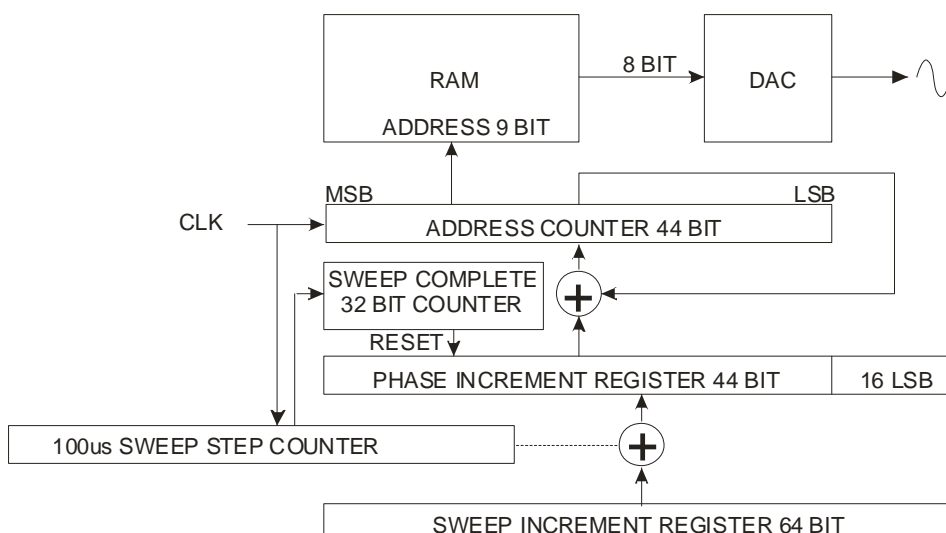 RAM
8 BIT
DAC
ADDRESS 9 BIT
MSB
LSB
CLK
ADDRESS COUNTER 44 BIT
SWEEP COMPLETE
32 BIT COUNTER
RESET
PHASE INCREMENT REGISTER 44 BIT
16 LSB
100us SWEEP STEP COUNTER
SWEEP INCREMENT REGISTER 64 BIT